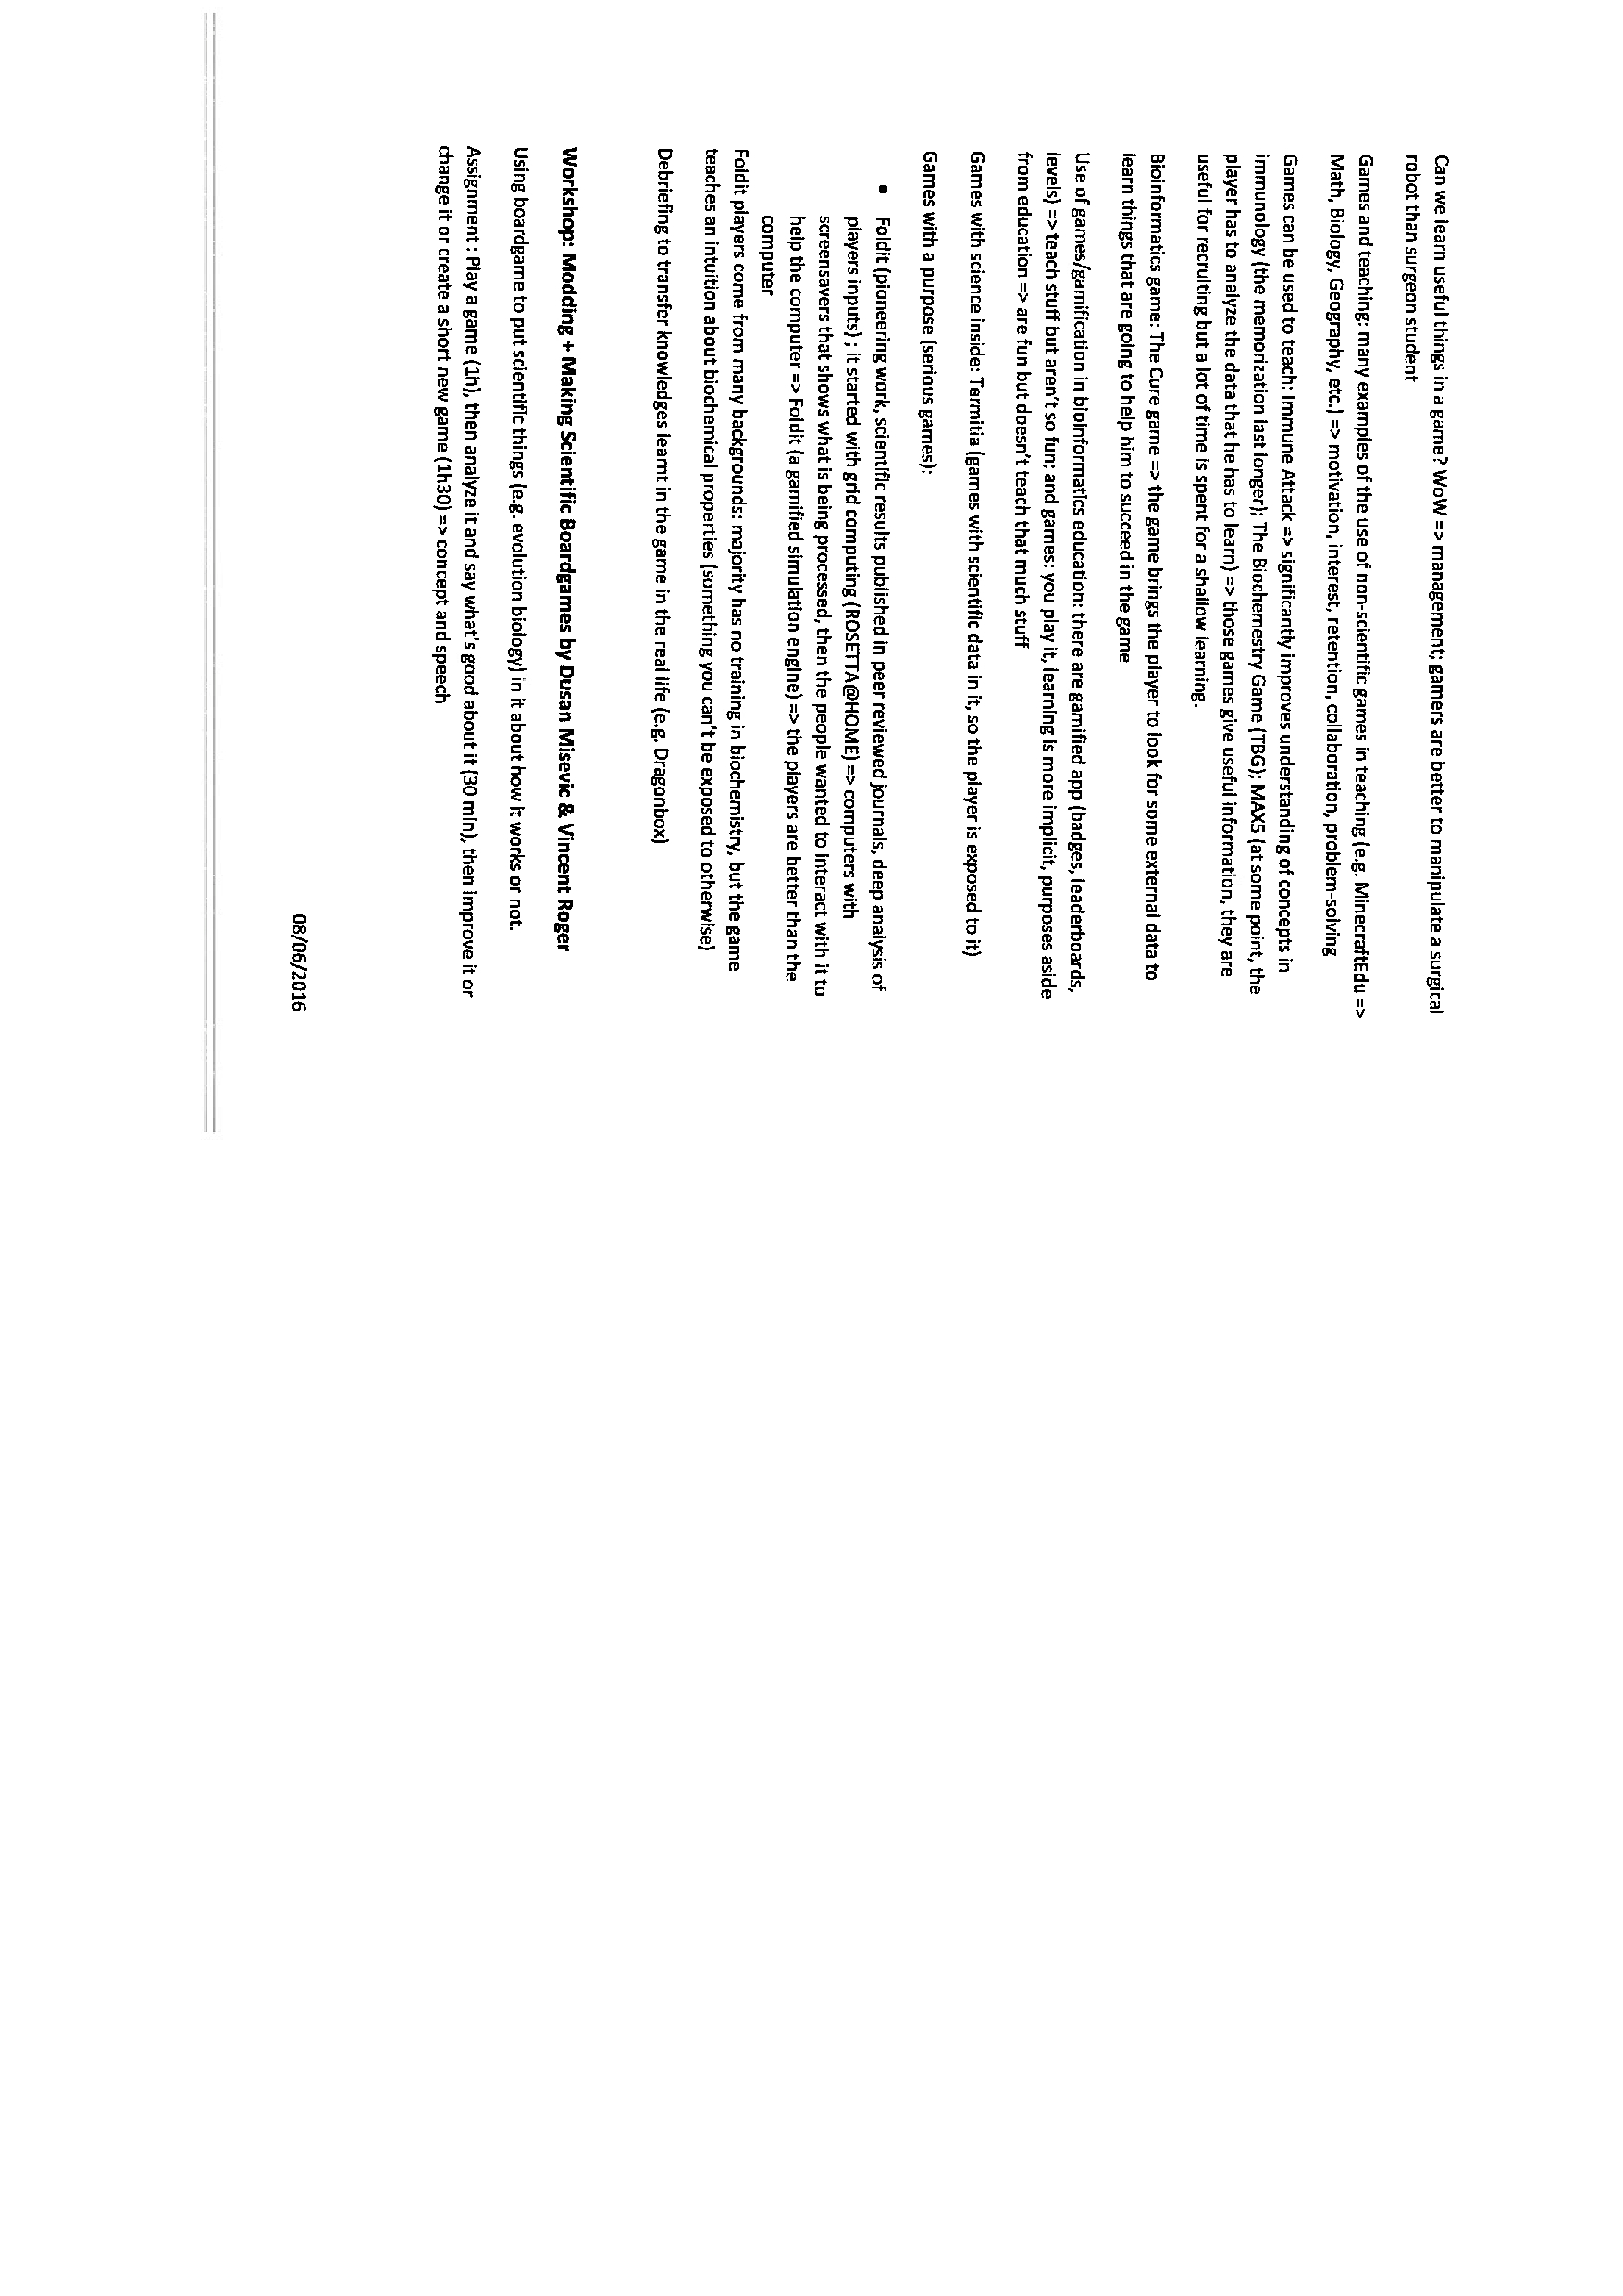 Can we learn useful things in a game? WoW => management; gamers are better to manipulate a surgical
robot than surgeon student
Games and teaching: many examples of the use of non-scientific games in teaching (e.g. MinecraftEdu =>
Math, Biology, Geography, etc.) => motivation, interest, retention, collaboration, problem-solving
Games can be used to teach: Immune Attack => significantly improves understanding of concepts in
immunology (the memorization last longer); The Biochemestry Game (TBG); MAX5 (at some point, the
player has to analyze the data that he has to learn) => those games give useful information, they are
useful for recruiting but a lot of time is spent for a shallow learning.
Bioinformatics game: The Cure game => the game brings the player to look for some external data to
learn things that are going to help him to succeed in the game
Use of games/gamification in bioinformatics education: there are gamified app (badges, leaderboards,
levels) => teach stuff but aren't so fun; and games: you play it, learning is more implicit, purposes aside
from education => are fun but doesn't teach that much stuff
Games with science inside: Termitia (games with scientific data in it, so the player is exposed to it)
Games with a purpose (serious games):
▪ Foldit (pioneering work, scientific results published in peer reviewed journals, deep analysis of
players inputs) ; it started with grid computing (ROSETTA@HOME) => computers with
screensavers that shows what is being processed, then the people wanted to interact with it to
help the computer => Foldit (a gamified simulation engine) => the players are better than the
computer
Foldit players come from many backgrounds: majority has no training in biochemistry, but the game
teaches an intuition about biochemical properties (something you can't be exposed to otherwise)
Debriefing to transfer knowledges learnt in the game in the real life (e.g. Dragonbox)
Workshop: Modding + Making Scientific Boardgames by Dusan Misevic & Vincent Roger
Using boardgame to put scientific things (e.g. evolution biology) in it about how it works or not.
Assignment : Play a game (1h), then analyze it and say what's good about it (30 min), then improve it or
change it or create a short new game (1h30) => concept and speech
08/06/2016